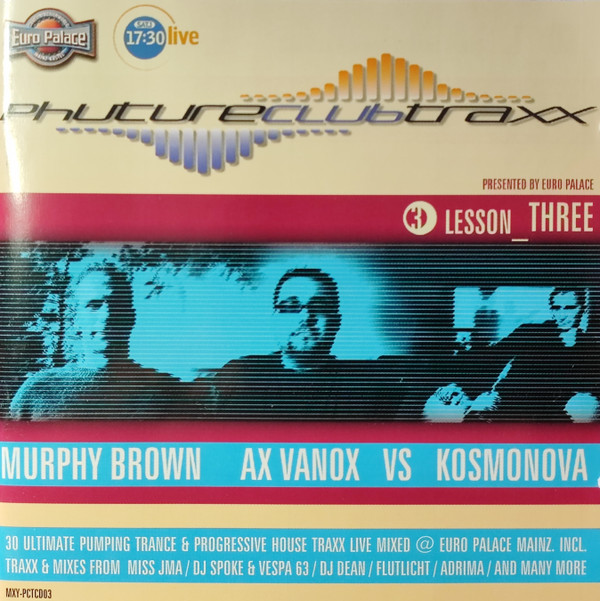 Euro Palace
SAT.1
17:30 live
phutureclubtraxx
PRESENTED BY EURO PALACE
3 LESSON_THREE
MURPHY BROWN AX VANOX VS KOSMONOVA
30 ULTIMATE PUMPING TRANCE & PROGRESSIVE HOUSE TRAXX LIVE MIXED @ EURO PALACE MAINZ. INCL.
TRAXX & MIXES FROM MISS JMA / DJ SPOKE & VESPA 63 / DJ DEAN / FLUTLICHT / ADRIMA / AND MANY MORE
MXY-PCTCD03